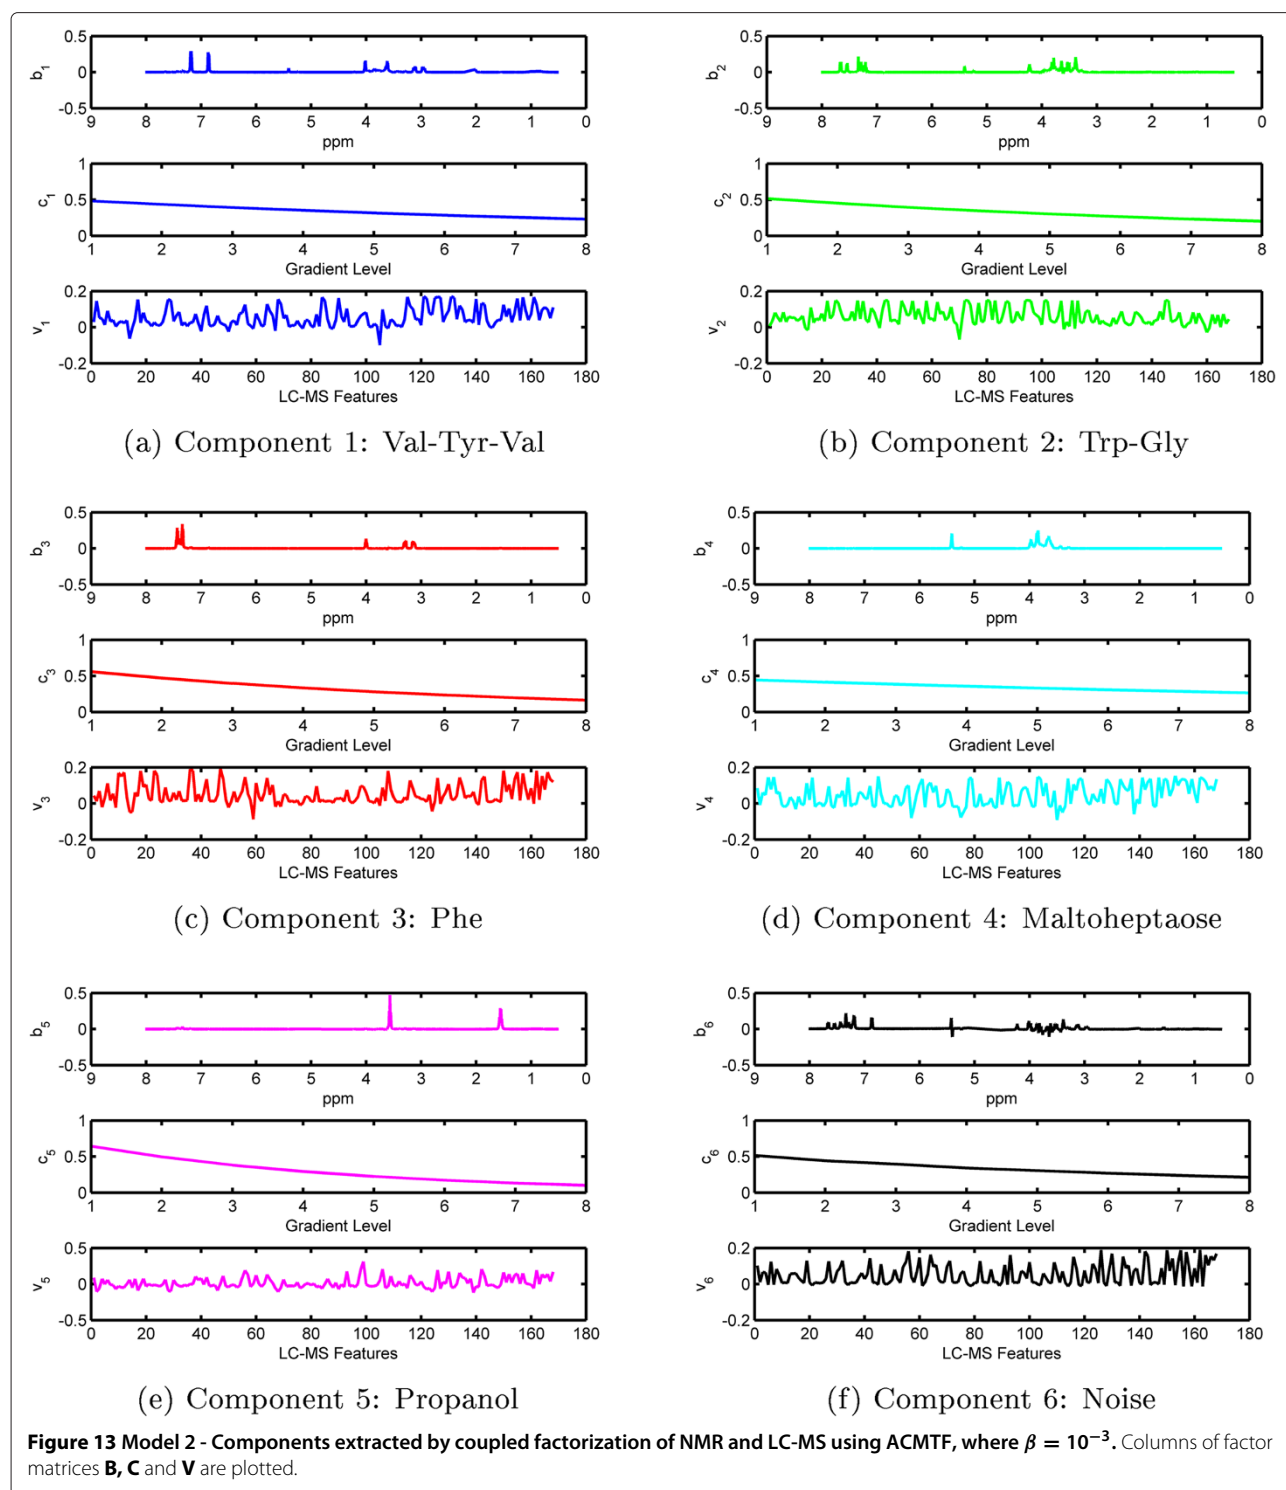 0.5
0
-0.5
b1
9 8 7 6 5 4 3 2 1 0
ppm
1
0.5
0
c1
1 2 3 4 5 6 7 8
Gradient Level
0.2
0
-0.2
v1
0 20 40 60 80 100 120 140 160 180
LC-MS Features
(a) Component 1: Val-Tyr-Val
0.5
0
-0.5
b2
9 8 7 6 5 4 3 2 1 0
ppm
1
0.5
0
c2
1 2 3 4 5 6 7 8
Gradient Level
0.2
0
-0.2
v2
0 20 40 60 80 100 120 140 160 180
LC-MS Features
(b) Component 2: Trp-Gly
0.5
0
-0.5
b3
9 8 7 6 5 4 3 2 1 0
ppm
1
0.5
0
c3
1 2 3 4 5 6 7 8
Gradient Level
0.2
0
-0.2
v3
0 20 40 60 80 100 120 140 160 180
LC-MS Features
(c) Component 3: Phe
0.5
0
-0.5
b4
9 8 7 6 5 4 3 2 1 0
ppm
1
0.5
0
c4
1 2 3 4 5 6 7 8
Gradient Level
0.2
0
-0.2
v4
0 20 40 60 80 100 120 140 160 180
LC-MS Features
(d) Component 4: Maltoheptaose
0.5
0
-0.5
b5
9 8 7 6 5 4 3 2 1 0
ppm
1
0.5
0
c5
1 2 3 4 5 6 7 8
Gradient Level
0.5
0
-0.5
v5
0 20 40 60 80 100 120 140 160 180
LC-MS Features
(e) Component 5: Propanol
0.5
0
-0.5
b6
9 8 7 6 5 4 3 2 1 0
ppm
1
0.5
0
c6
1 2 3 4 5 6 7 8
Gradient Level
0.2
0
-0.2
v6
0 20 40 60 80 100 120 140 160 180
LC-MS Features
(f) Component 6: Noise
Figure 13 Model 2 - Components extracted by coupled factorization of NMR and LC-MS using ACMTF, where β = 10⁻³. Columns of factor
matrices B, C and V are plotted.